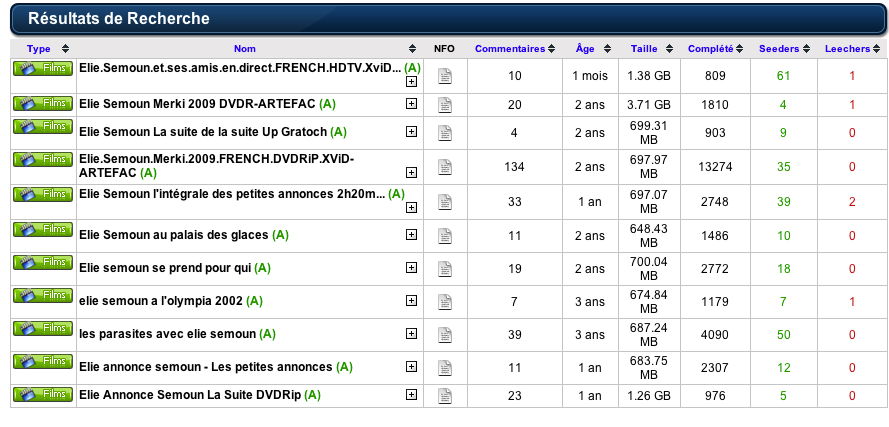 Résultats de Recherche
Type Nom NFO Commentaires Âge Taille Complété Seeders Leechers
Films Elie.Semoun.et.ses.amis.en.direct.FRENCH.HDTV.XviD... (A) 10 1 mois 1.38 GB 809 61 1
Films Elie Semoun Merki 2009 DVDR-ARTEFAC (A) 20 2 ans 3.71 GB 1810 4 1
Films Elie Semoun La suite de la suite Up Gratoch (A) 4 2 ans 699.31 903 9 0
MB
Films Elie.Semoun.Merki.2009.FRENCH.DVDRiP.XViD-
ARTEFAC (A) 134 2 ans 697.97 13274 35 0
MB
Films Elie Semoun l'intégrale des petites annonces 2h20m... (A) 33 1 an 697.07 2748 39 2
MB
Films Elie Semoun au palais des glaces (A) 11 2 ans 648.43 1486 10 0
MB
Films Elie semoun se prend pour qui (A) 19 2 ans 700.04 2772 18 0
MB
Films elie semoun a l'olympia 2002 (A) 7 3 ans 674.84 1179 7 1
MB
Films les parasites avec elie semoun (A) 39 3 ans 687.24 4090 50 0
MB
Films Elie annonce semoun - Les petites annonces (A) 11 1 an 683.75 2307 12 0
MB
Films Elie Annonce Semoun La Suite DVDRip (A) 23 1 an 1.26 GB 976 5 0